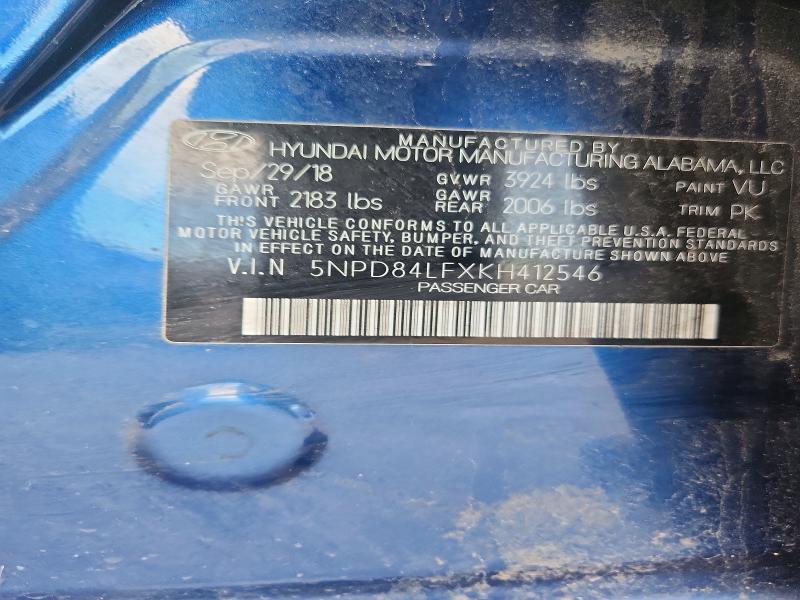 MANUFACTURED BY
HYUNDAI MOTOR MANUFACTURING ALABAMA, LLC
Sep/29/18 GVWR 3924 lbs PAINT VU
GAWR FRONT 2183 lbs GAWR REAR 2006 lbs TRIM PK
THIS VEHICLE CONFORMS TO ALL APPLICABLE U.S.A. FEDERAL
MOTOR VEHICLE SAFETY, BUMPER, AND THEFT PREVENTION STANDARDS
IN EFFECT ON THE DATE OF MANUFACTURE SHOWN ABOVE
V.I.N 5NPD84LFXKH412546
PASSENGER CAR